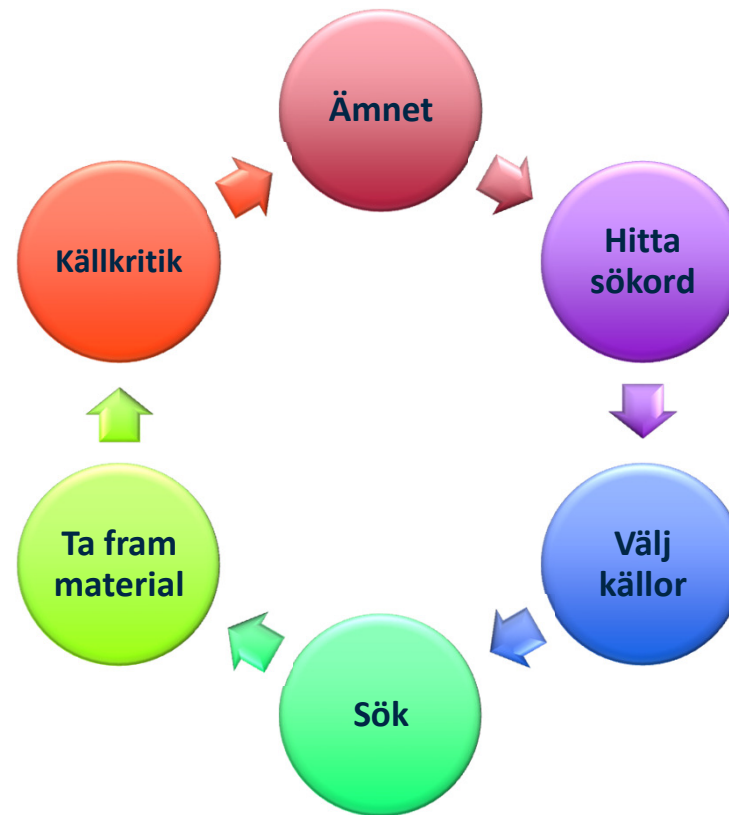 Ämnet
Hitta
sökord
Välj
källor
Sök
Ta fram
material
Källkritik